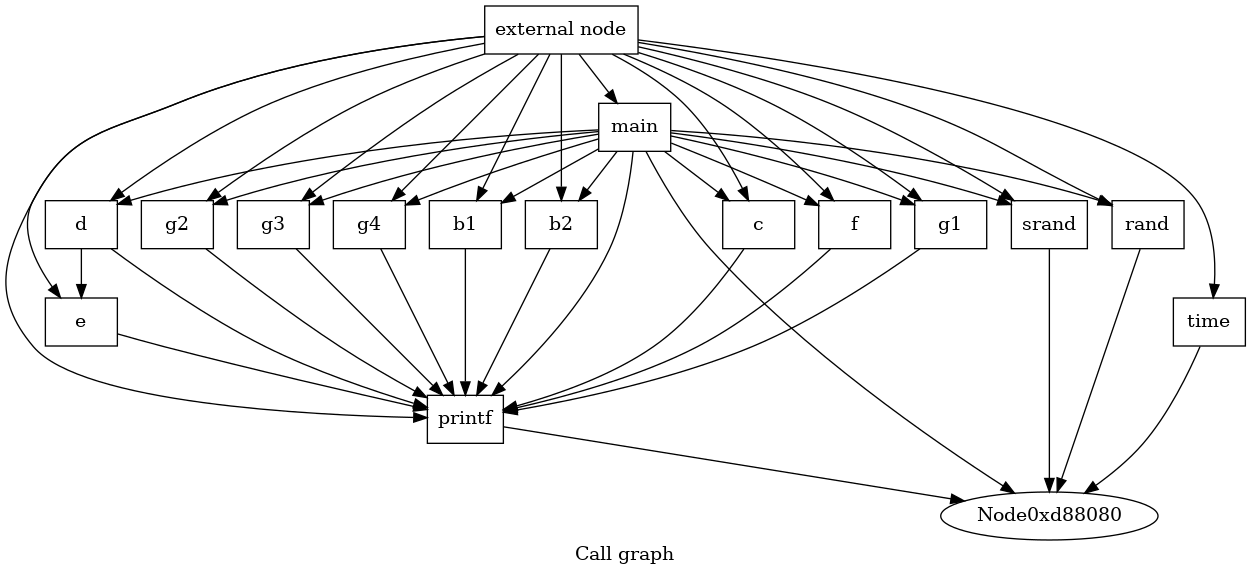 external node
main
d
g2
g3
g4
b1
b2
c
f
g1
srand
rand
e
time
printf
Node0xd88080
Call graph